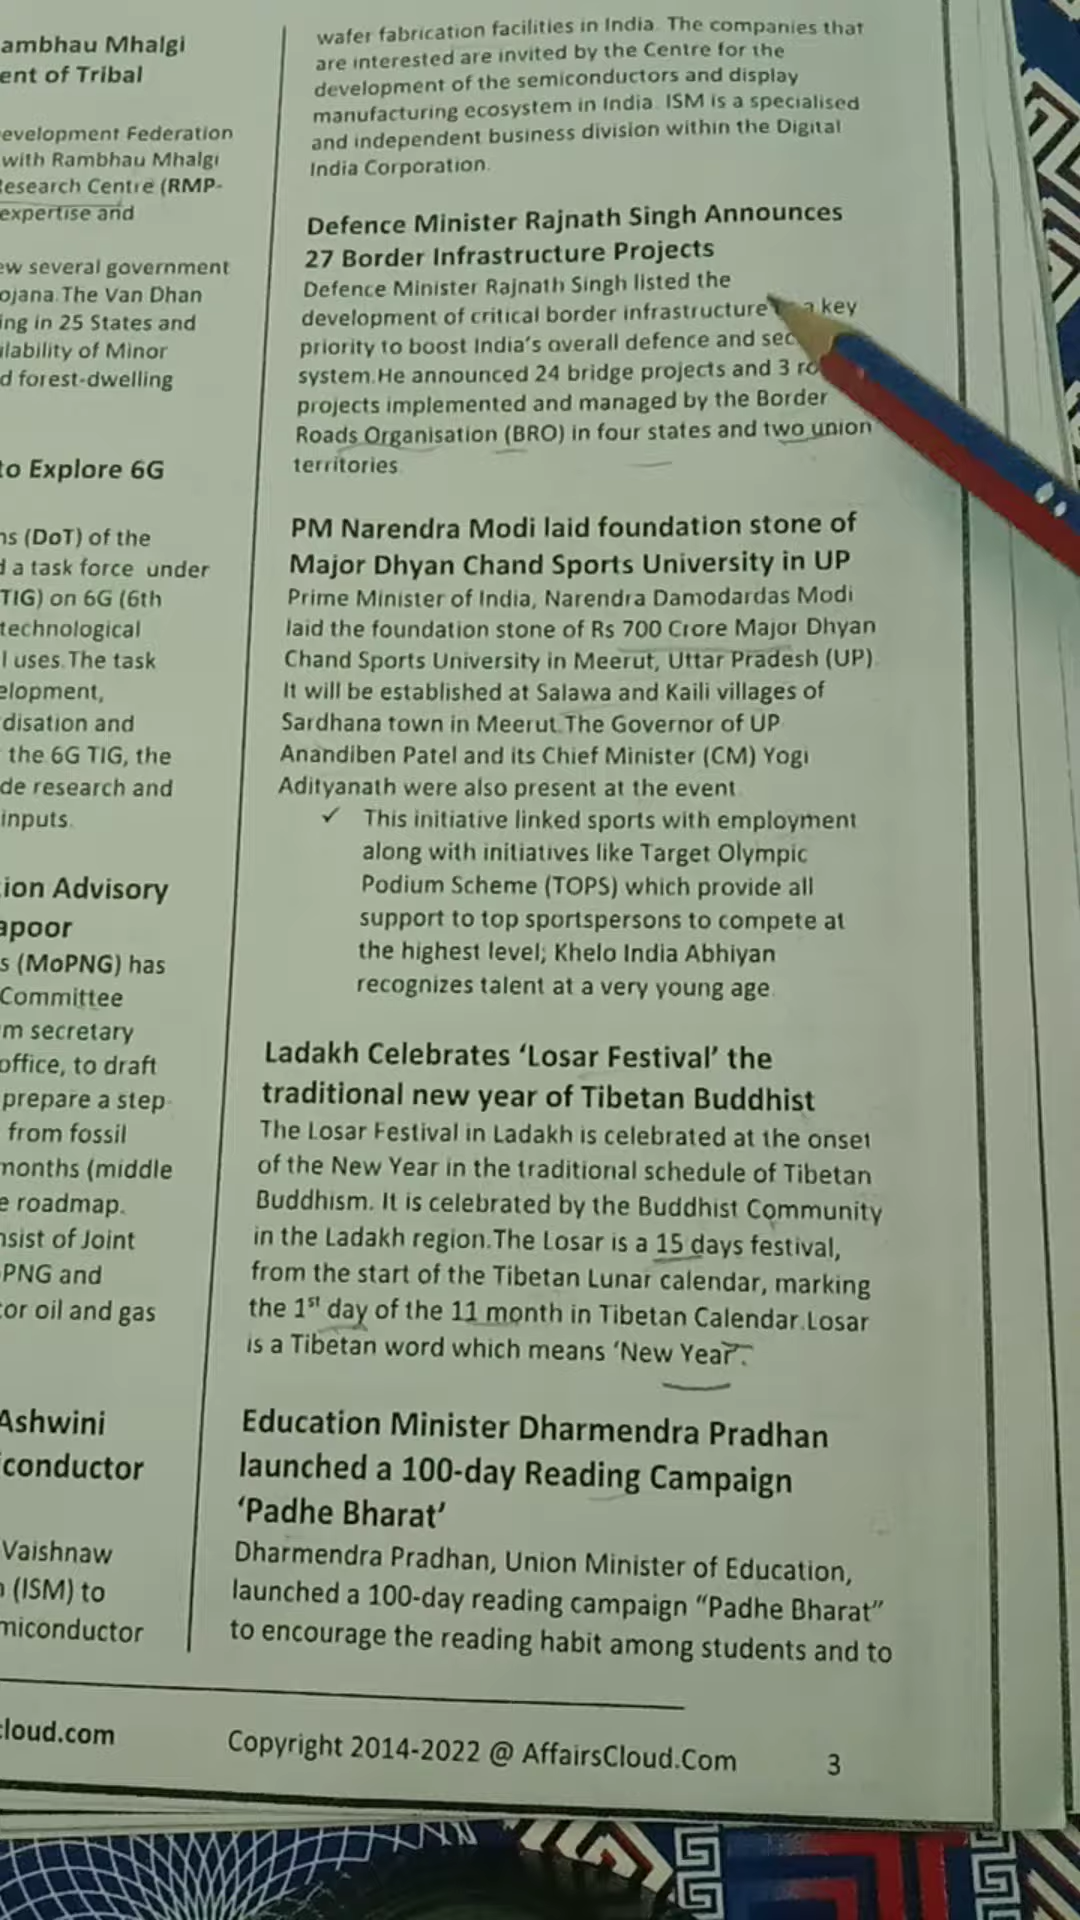 ambhau Mhalgi
ent of Tribal
evelopment Federation
with Rambhau Mhalgi
Research Centre (RMP-
expertise and
ew several government
ojana.The Van Dhan
ing in 25 States and
ilability of Minor
d forest-dwelling
to Explore 6G
ns (DoT) of the
d a task force under
TIG) on 6G (6th
technological
l uses.The task
elopment,
disation and
the 6G TIG, the
de research and
inputs.
ion Advisory
apoor
s (MoPNG) has
Committee
m secretary
office, to draft
prepare a step-
from fossil
months (middle
e roadmap.
nsist of Joint
PNG and
tor oil and gas
Ashwini
iconductor
Vaishnaw
n (ISM) to
miconductor
wafer fabrication facilities in India. The companies that
are interested are invited by the Centre for the
development of the semiconductors and display
manufacturing ecosystem in India. ISM is a specialised
and independent business division within the Digital
India Corporation.
Defence Minister Rajnath Singh Announces
27 Border Infrastructure Projects
Defence Minister Rajnath Singh listed the
development of critical border infrastructure a key
priority to boost India's overall defence and sec
system.He announced 24 bridge projects and 3 ro
projects implemented and managed by the Border
Roads Organisation (BRO) in four states and two union
territories.
PM Narendra Modi laid foundation stone of
Major Dhyan Chand Sports University in UP
Prime Minister of India, Narendra Damodardas Modi
laid the foundation stone of Rs 700 Crore Major Dhyan
Chand Sports University in Meerut, Uttar Pradesh (UP).
It will be established at Salawa and Kaili villages of
Sardhana town in Meerut.The Governor of UP
Anandiben Patel and its Chief Minister (CM) Yogi
Adityanath were also present at the event.
✓ This initiative linked sports with employment
along with initiatives like Target Olympic
Podium Scheme (TOPS) which provide all
support to top sportspersons to compete at
the highest level; Khelo India Abhiyan
recognizes talent at a very young age.
Ladakh Celebrates 'Losar Festival' the
traditional new year of Tibetan Buddhist
The Losar Festival in Ladakh is celebrated at the onset
of the New Year in the traditional schedule of Tibetan
Buddhism. It is celebrated by the Buddhist Community
in the Ladakh region.The Losar is a 15 days festival,
from the start of the Tibetan Lunar calendar, marking
the 1st day of the 11 month in Tibetan Calendar.Losar
is a Tibetan word which means 'New Year'.
Education Minister Dharmendra Pradhan
launched a 100-day Reading Campaign
'Padhe Bharat'
Dharmendra Pradhan, Union Minister of Education,
launched a 100-day reading campaign "Padhe Bharat"
to encourage the reading habit among students and to
cloud.com
Copyright 2014-2022 @ AffairsCloud.Com
3